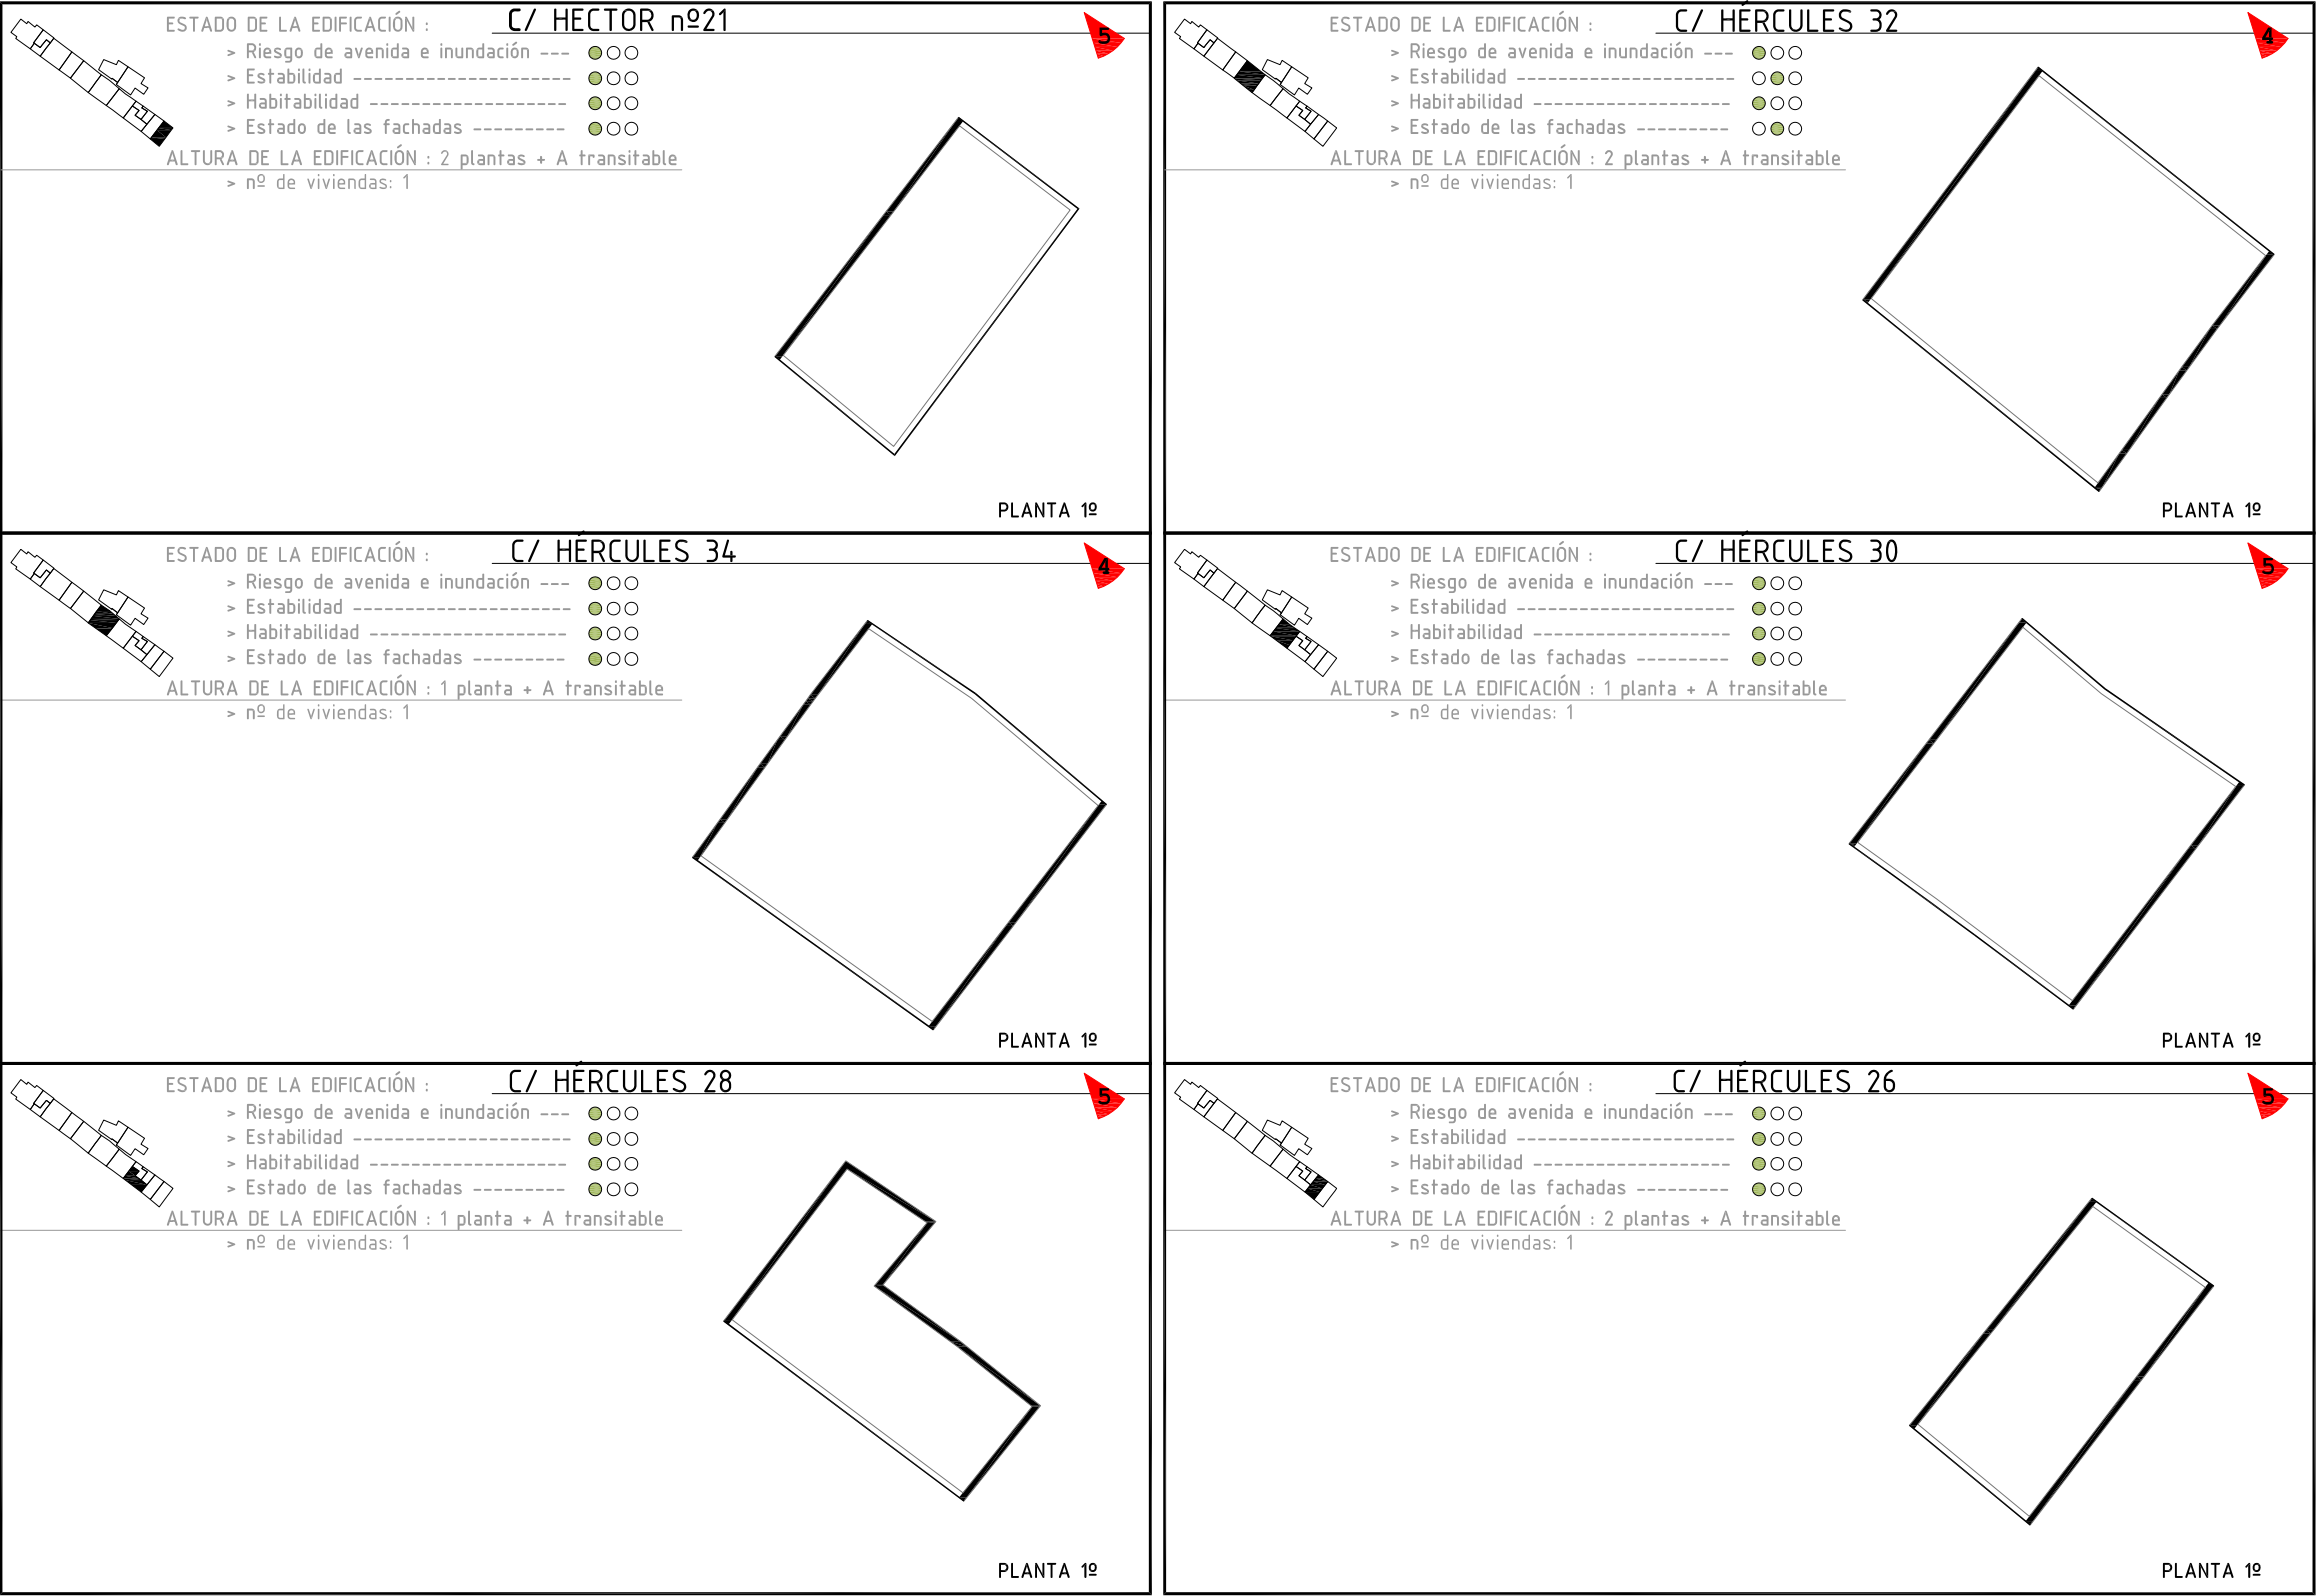 C/ HECTOR nº21
5
ESTADO DE LA EDIFICACIÓN :
> Riesgo de avenida e inundación ---
> Estabilidad ---------------------
> Habitabilidad -------------------
> Estado de las fachadas ---------
ALTURA DE LA EDIFICACIÓN : 2 plantas + A transitable
> nº de viviendas: 1
PLANTA 1º
C/ HÉRCULES 32
4
ESTADO DE LA EDIFICACIÓN :
> Riesgo de avenida e inundación ---
> Estabilidad ---------------------
> Habitabilidad -------------------
> Estado de las fachadas ---------
ALTURA DE LA EDIFICACIÓN : 2 plantas + A transitable
> nº de viviendas: 1
PLANTA 1º
C/ HÉRCULES 34
4
ESTADO DE LA EDIFICACIÓN :
> Riesgo de avenida e inundación ---
> Estabilidad ---------------------
> Habitabilidad -------------------
> Estado de las fachadas ---------
ALTURA DE LA EDIFICACIÓN : 1 planta + A transitable
> nº de viviendas: 1
PLANTA 1º
C/ HÉRCULES 30
5
ESTADO DE LA EDIFICACIÓN :
> Riesgo de avenida e inundación ---
> Estabilidad ---------------------
> Habitabilidad -------------------
> Estado de las fachadas ---------
ALTURA DE LA EDIFICACIÓN : 1 planta + A transitable
> nº de viviendas: 1
PLANTA 1º
C/ HÉRCULES 28
5
ESTADO DE LA EDIFICACIÓN :
> Riesgo de avenida e inundación ---
> Estabilidad ---------------------
> Habitabilidad -------------------
> Estado de las fachadas ---------
ALTURA DE LA EDIFICACIÓN : 1 planta + A transitable
> nº de viviendas: 1
PLANTA 1º
C/ HÉRCULES 26
5
ESTADO DE LA EDIFICACIÓN :
> Riesgo de avenida e inundación ---
> Estabilidad ---------------------
> Habitabilidad -------------------
> Estado de las fachadas ---------
ALTURA DE LA EDIFICACIÓN : 2 plantas + A transitable
> nº de viviendas: 1
PLANTA 1º